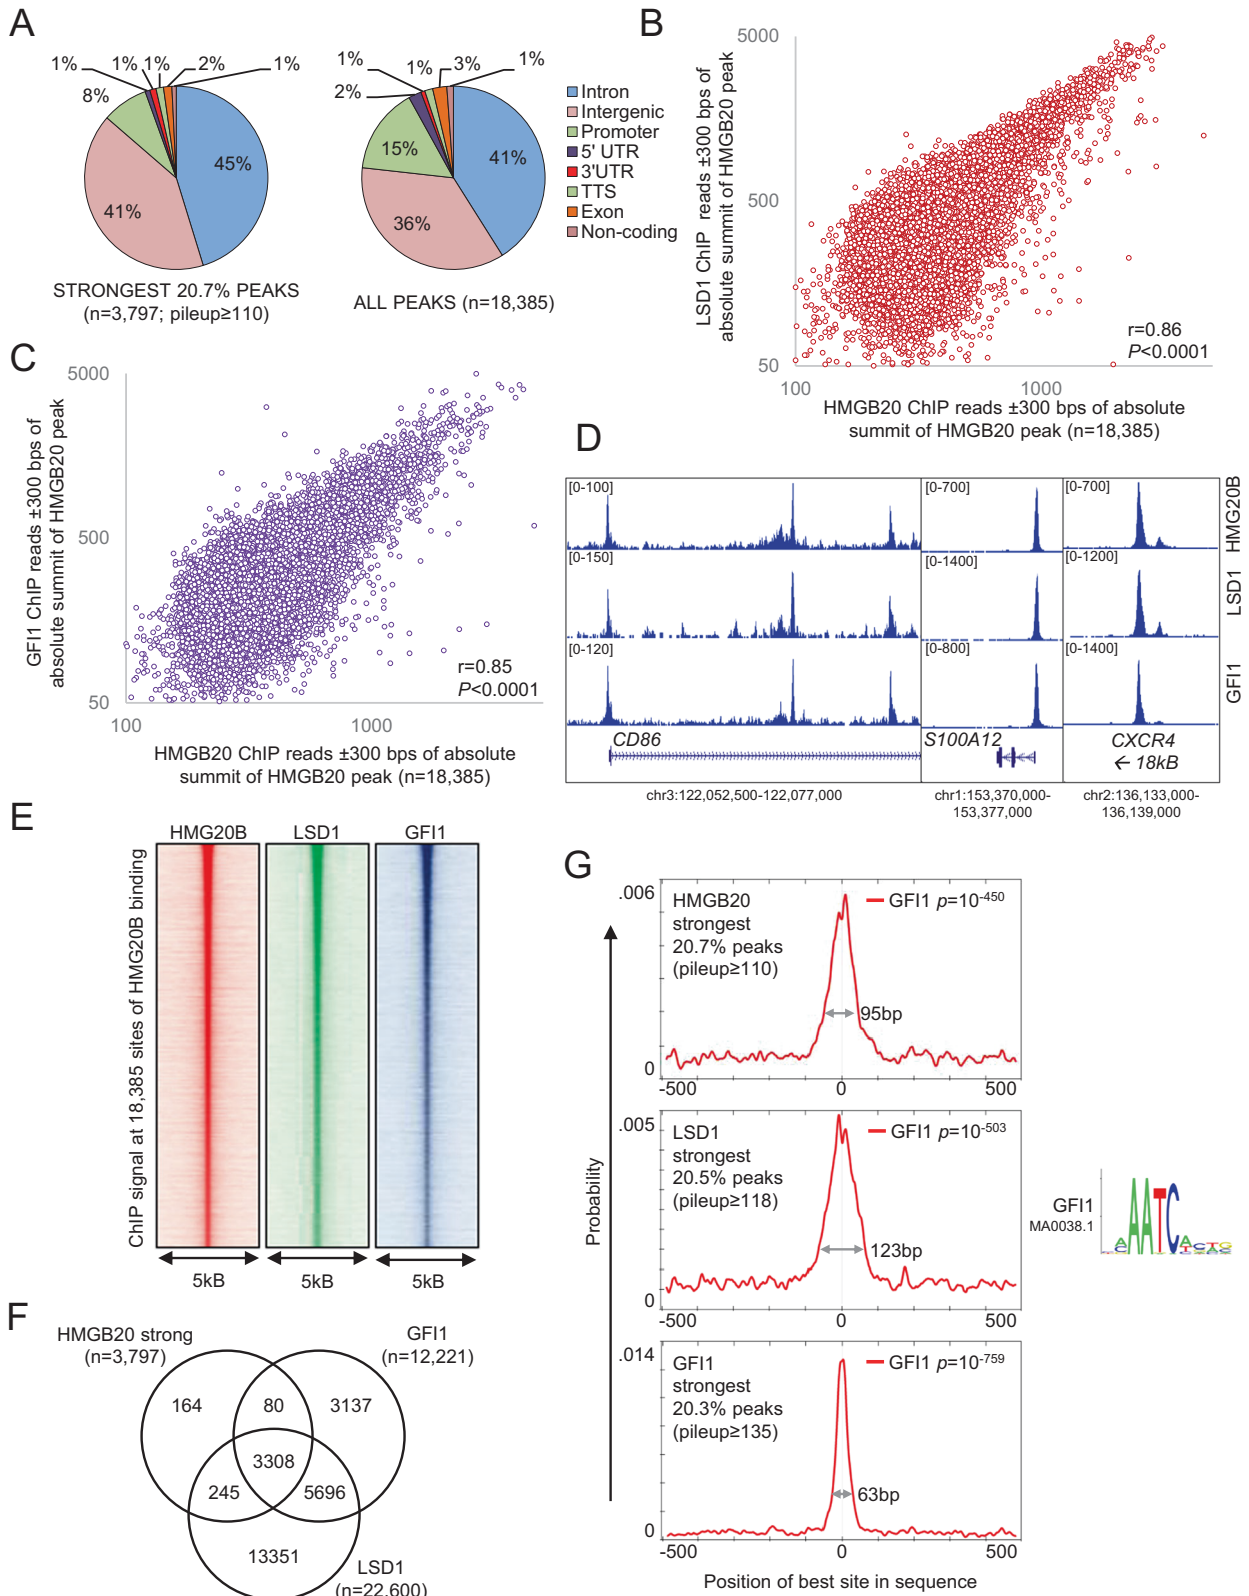 A
1%
1%
1%
2%
1%
8%
45%
41%
STRONGEST 20.7% PEAKS
(n=3,797; pileup≥110)
1%
1%
3%
1%
2%
15%
41%
36%
ALL PEAKS (n=18,385)
Intron
Intergenic
Promoter
5' UTR
3'UTR
TTS
Exon
Non-coding
B
LSD1 ChIP reads ±300 bps of
absolute summit of HMGB20 peak
5000
500
50
100
1000
r=0.86
P<0.0001
HMGB20 ChIP reads ±300 bps of absolute
summit of HMGB20 peak (n=18,385)
C
GFI1 ChIP reads ±300 bps of
absolute summit of HMGB20 peak
5000
500
50
100
1000
r=0.85
P<0.0001
HMGB20 ChIP reads ±300 bps of absolute
summit of HMGB20 peak (n=18,385)
D
[0-100]
[0-700]
[0-700]
HMG20B
[0-150]
[0-1400]
[0-1200]
LSD1
[0-120]
[0-800]
[0-1400]
GFI1
CD86
S100A12
CXCR4
← 18kB
chr3:122,052,500-122,077,000
chr1:153,370,000-
153,377,000
chr2:136,133,000-
136,139,000
E
HMG20B
LSD1
GFI1
ChIP signal at 18,385 sites of HMG20B binding
5kB
5kB
5kB
F
HMGB20 strong
(n=3,797)
GFI1
(n=12,221)
164
80
3137
3308
245
5696
13351
LSD1
(n=22,600)
G
Probability
.006
HMGB20
strongest
20.7% peaks
(pileup≥110)
GFI1 p=10-450
95bp
0
-500
0
500
.005
LSD1
strongest
20.5% peaks
(pileup≥118)
GFI1 p=10-503
123bp
0
-500
0
500
.014
GFI1
strongest
20.3% peaks
(pileup≥135)
GFI1 p=10-759
63bp
0
-500
0
500
Position of best site in sequence
GFI1
MA0038.1
AATC